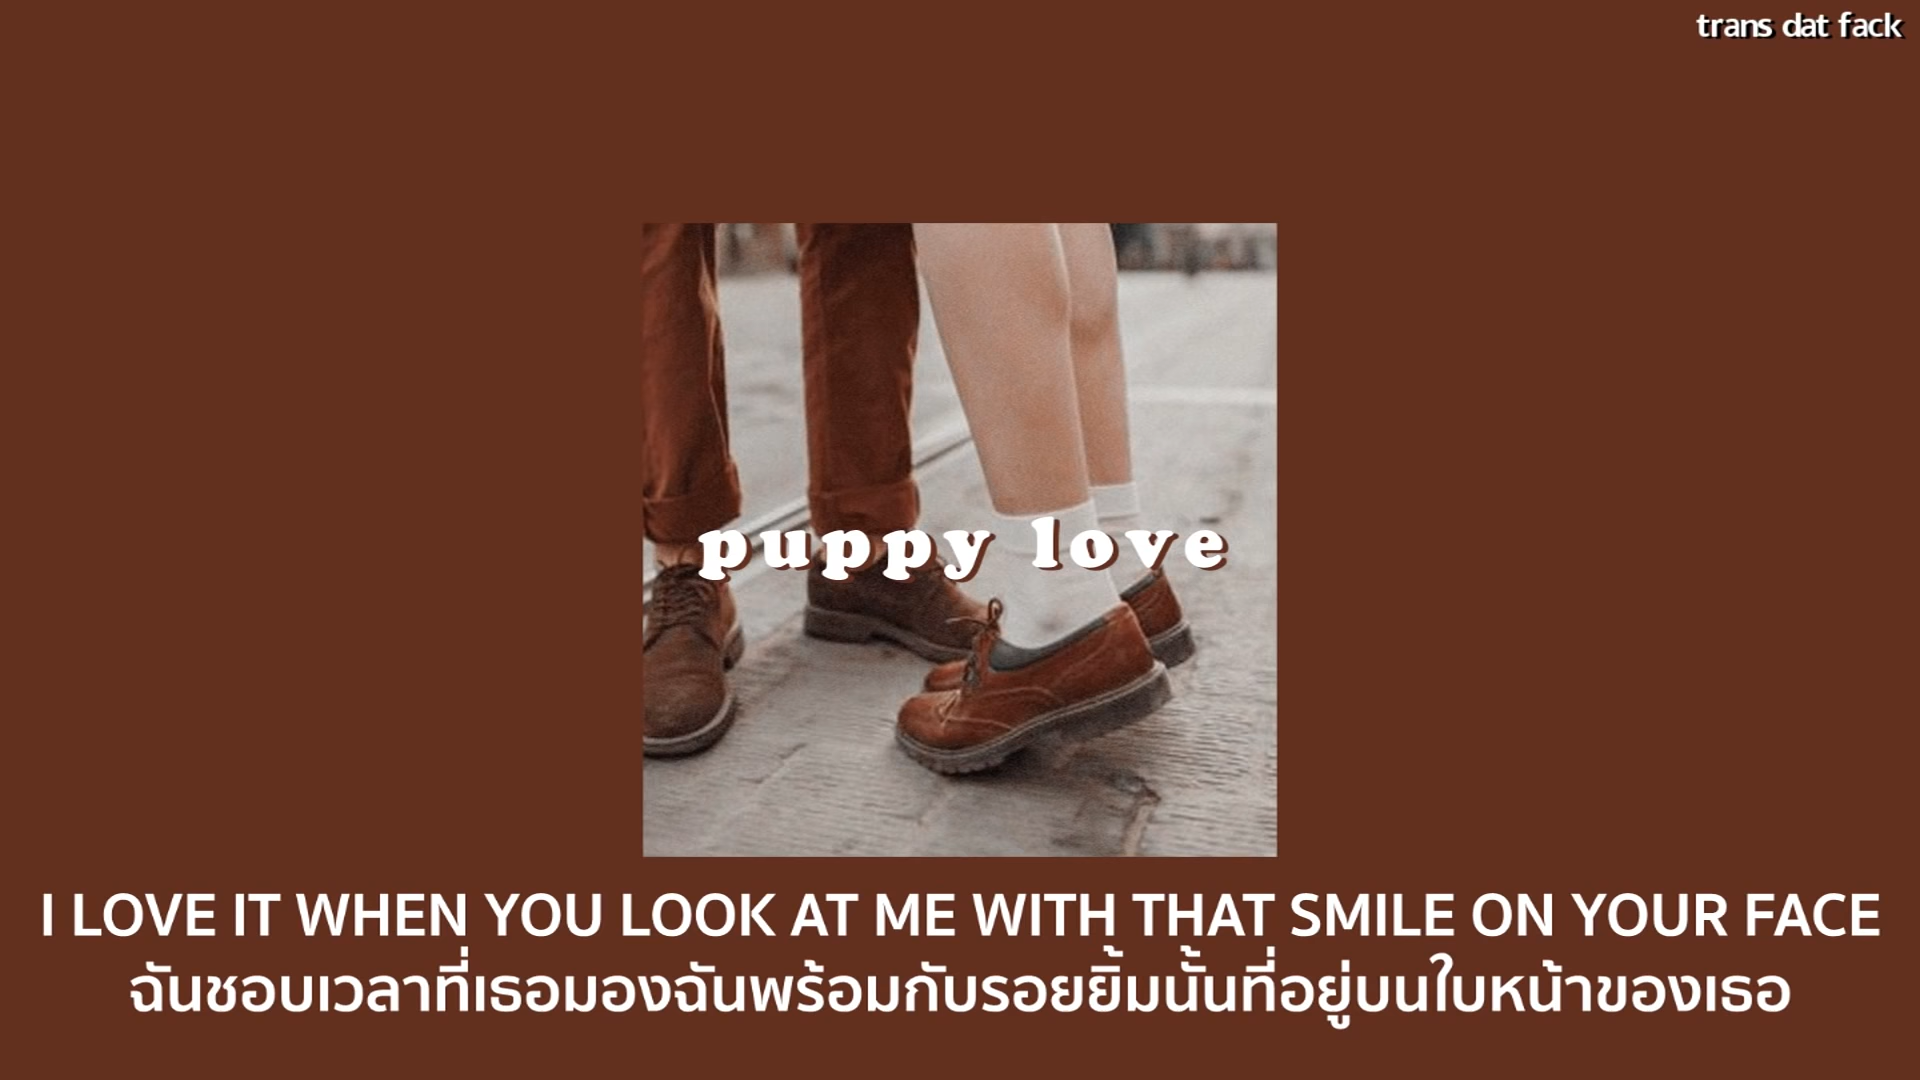 trans dat fack
puppy love
I LOVE IT WHEN YOU LOOK AT ME WITH THAT SMILE ON YOUR FACE
ฉันชอบเวลาที่เธอมองฉันพร้อมกับรอยยิ้มนั้นที่อยู่บนใบหน้าของเธอ